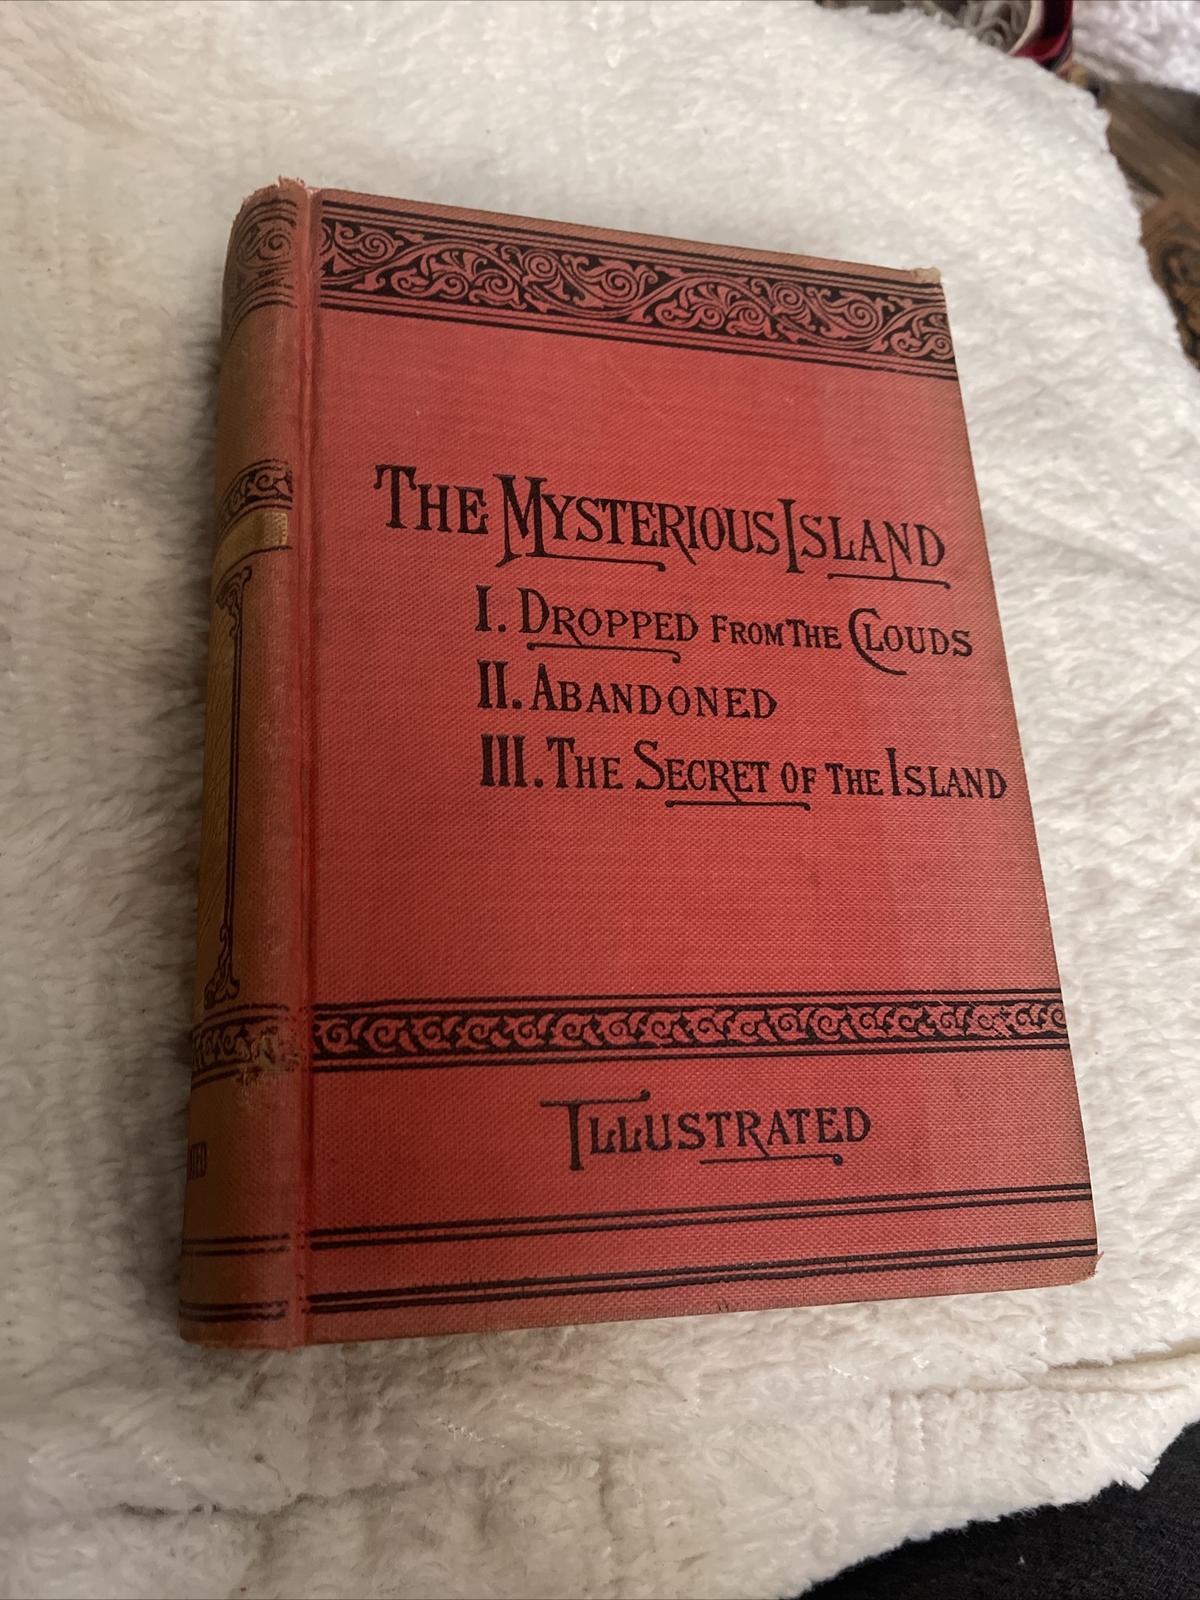 The Mysterious Island
I. Dropped from the Clouds
II. Abandoned
III. The Secret of the Island
Illustrated